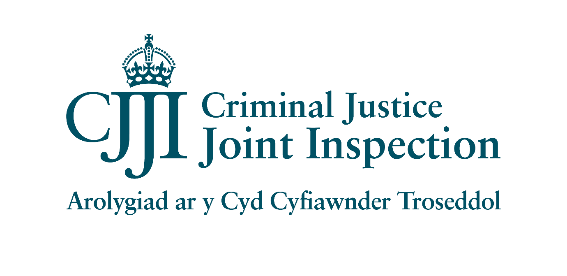 CJJI
Criminal Justice
Joint Inspection
Arolygiad ar y Cyd Cyfiawnder Troseddol